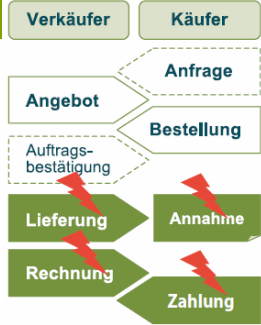 Verkäufer
Käufer
Anfrage
Angebot
Bestellung
Auftrags-
bestätigung
Lieferung
Annahme
Rechnung
Zahlung